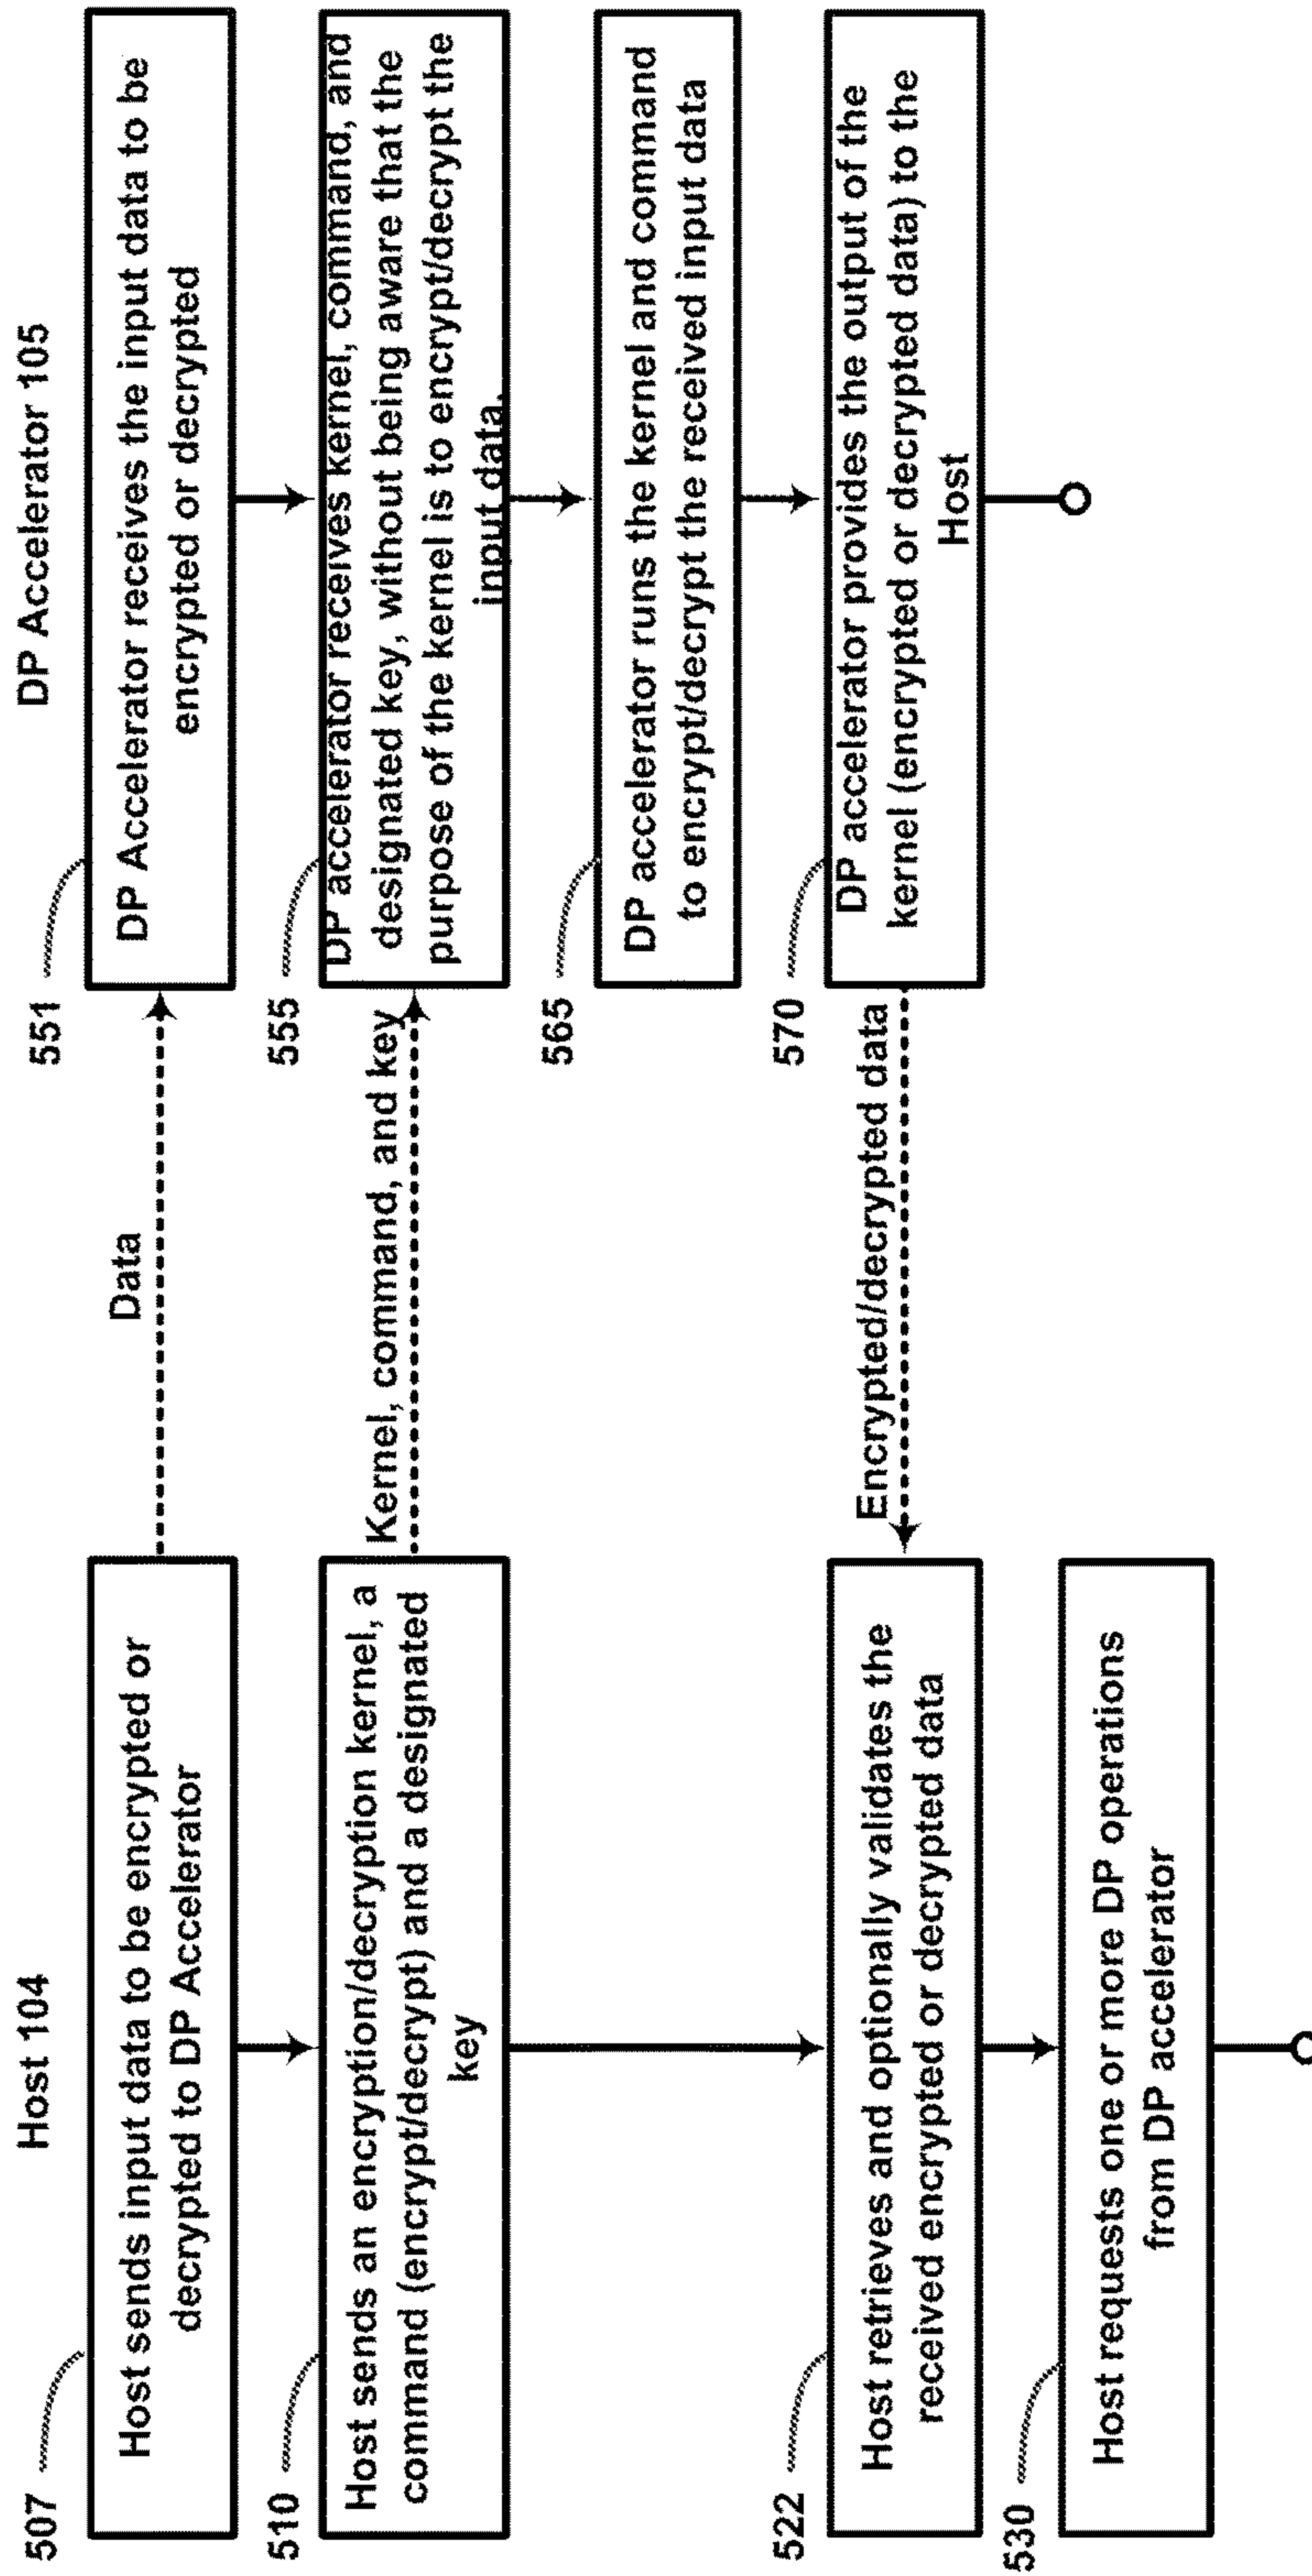 Host 104
DP Accelerator 105
507
Host sends input data to be encrypted or
decrypted to DP Accelerator
Data
551
DP Accelerator receives the input data to be
encrypted or decrypted
510
Host sends an encryption/decryption kernel, a
command (encrypt/decrypt) and a designated
key
Kernel, command, and key
555
DP accelerator receives kernel, command, and
designated key, without being aware that the
purpose of the kernel is to encrypt/decrypt the
input data.
565
DP accelerator runs the kernel and command
to encrypt/decrypt the received input data
570
DP accelerator provides the output of the
kernel (encrypted or decrypted data) to the
Host
Encrypted/decrypted data
522
Host retrieves and optionally validates the
received encrypted or decrypted data
530
Host requests one or more DP operations
from DP accelerator